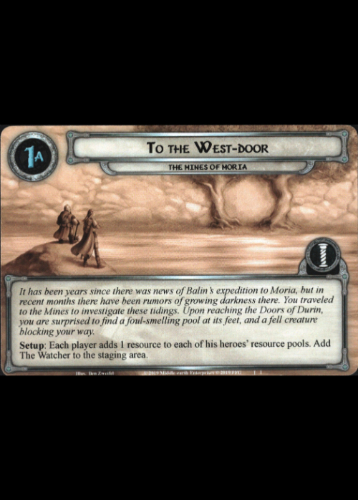 1A
To the West-door
The Mines of Moria
It has been years since there was news of Balin's expedition to Moria, but in
recent months there have been rumors of growing darkness there. You traveled
to the Mines to investigate these tidings. Upon reaching the Doors of Durin,
you are surprised to find a foul-smelling pool at its feet, and a fell creature
blocking your way.
Setup: Each player adds 1 resource to each of his heroes' resource pools. Add
The Watcher to the staging area.